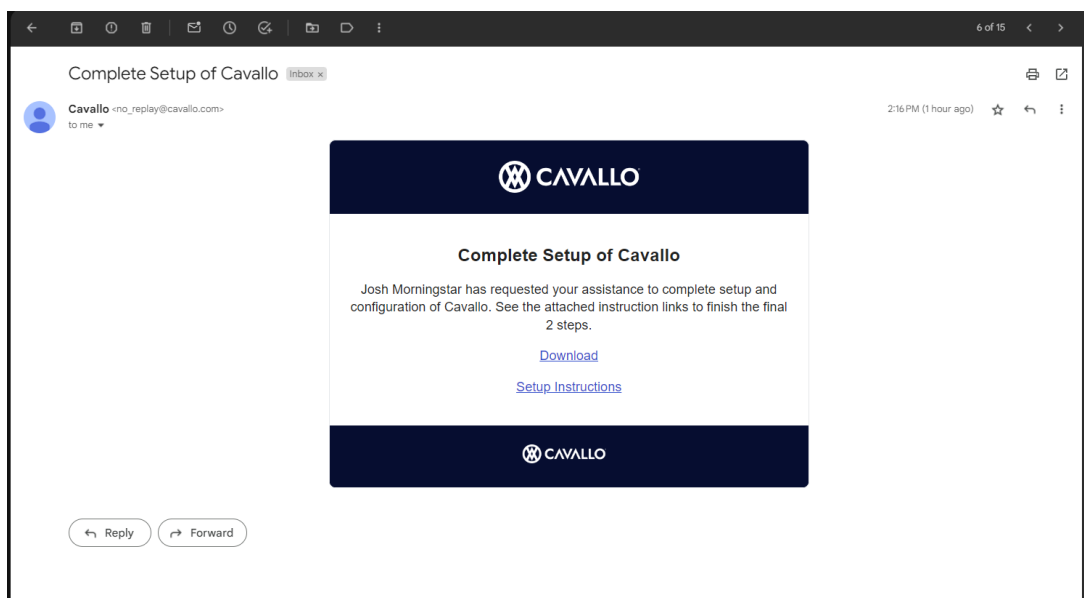 6 of 15
Complete Setup of Cavallo Inbox x
Cavallo <no_replay@cavallo.com>
2:16 PM (1 hour ago)
to me
CAVALLO
Complete Setup of Cavallo
Josh Morningstar has requested your assistance to complete setup and
configuration of Cavallo. See the attached instruction links to finish the final
2 steps.
Download
Setup Instructions
CAVALLO
Reply
Forward